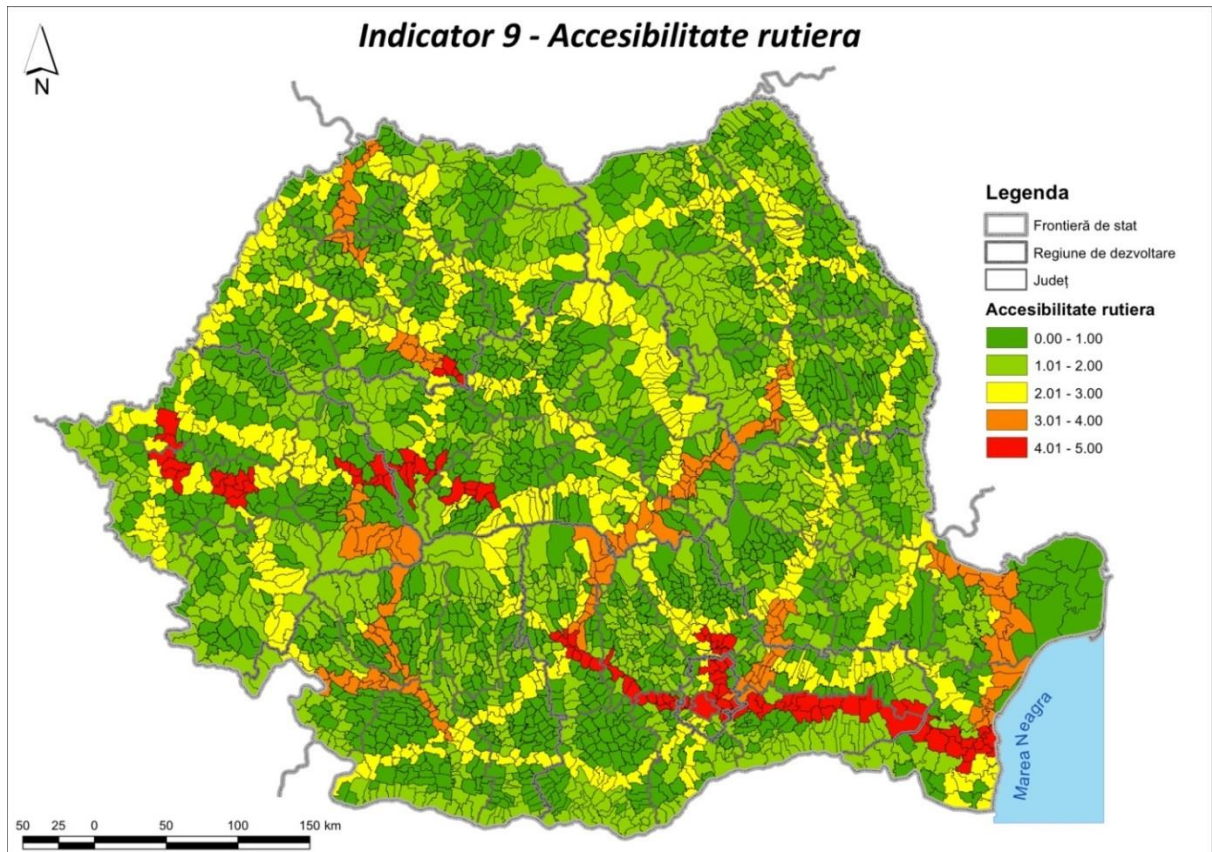 Indicator 9 - Accesibilitate rutiera
N
Legenda
Frontieră de stat
Regiune de dezvoltare
Județ
Accesibilitate rutiera
0.00 - 1.00
1.01 - 2.00
2.01 - 3.00
3.01 - 4.00
4.01 - 5.00
Marea Neagra
50 25 0 50 100 150 km